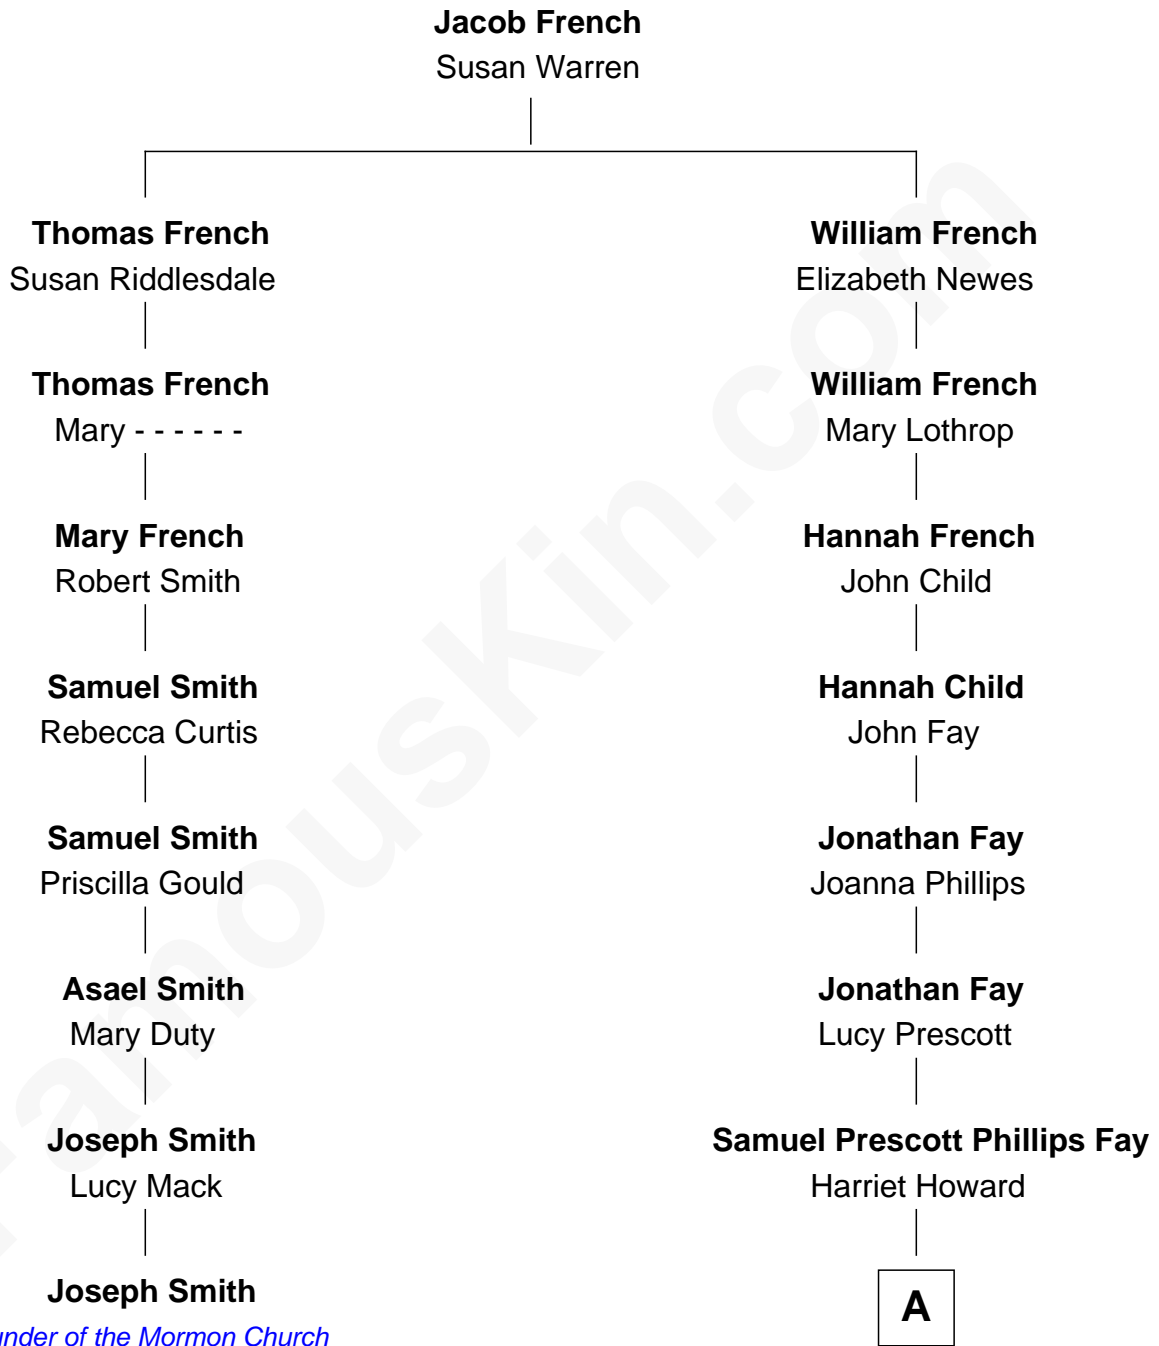 Jacob French
Susan Warren
Thomas French
Susan Riddlesdale
William French
Elizabeth Newes
Thomas French
Mary - - - - - -
William French
Mary Lothrop
Mary French
Robert Smith
Hannah French
John Child
Samuel Smith
Rebecca Curtis
Hannah Child
John Fay
Samuel Smith
Priscilla Gould
Jonathan Fay
Joanna Phillips
Asael Smith
Mary Duty
Jonathan Fay
Lucy Prescott
Joseph Smith
Lucy Mack
Samuel Prescott Phillips Fay
Harriet Howard
Joseph Smith
under of the Mormon Church
A
FamousKin.com